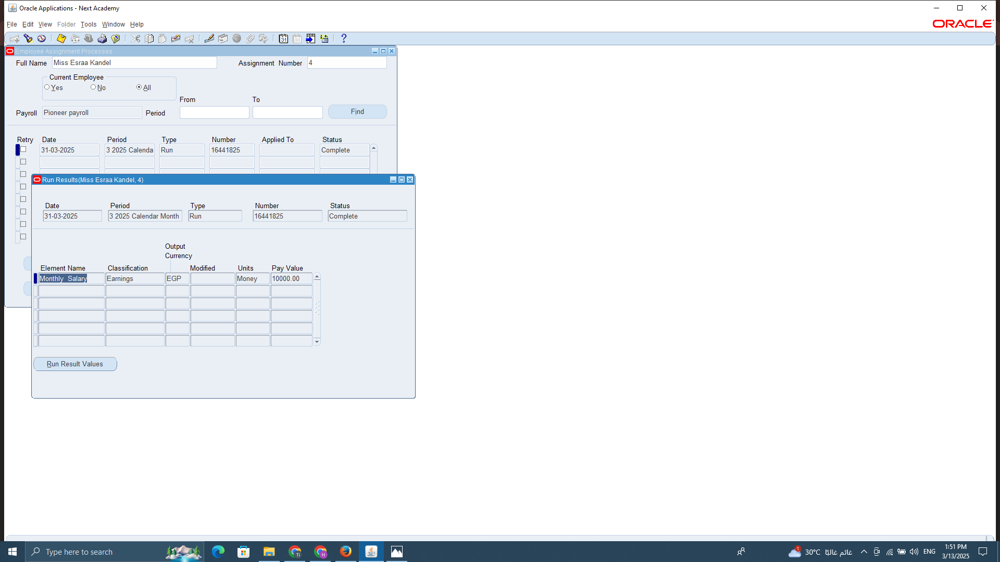 Oracle Applications - Next Academy
File Edit View Folder Tools Window Help
ORACLE
31
?
Employee Assignment Processes
Full Name Miss Esraa Kandel Assignment Number 4
Current Employee
Yes No All
From To
Payroll Pioneer payroll Period Find
Retry Date Period Type Number Applied To Status
31-03-2025 3 2025 Calenda Run 16441825 Complete
Run Results(Miss Esraa Kandel, 4)
Date Period Type Number Status
31-03-2025 3 2025 Calendar Month Run 16441825 Complete
Output
Currency
Element Name Classification Modified Units Pay Value
Monthly Salary Earnings EGP Money 10000.00
Run Result Values
Type here to search
Ti
H
1
30°C غائم غالبًا
ENG
1:51 PM
3/13/2025